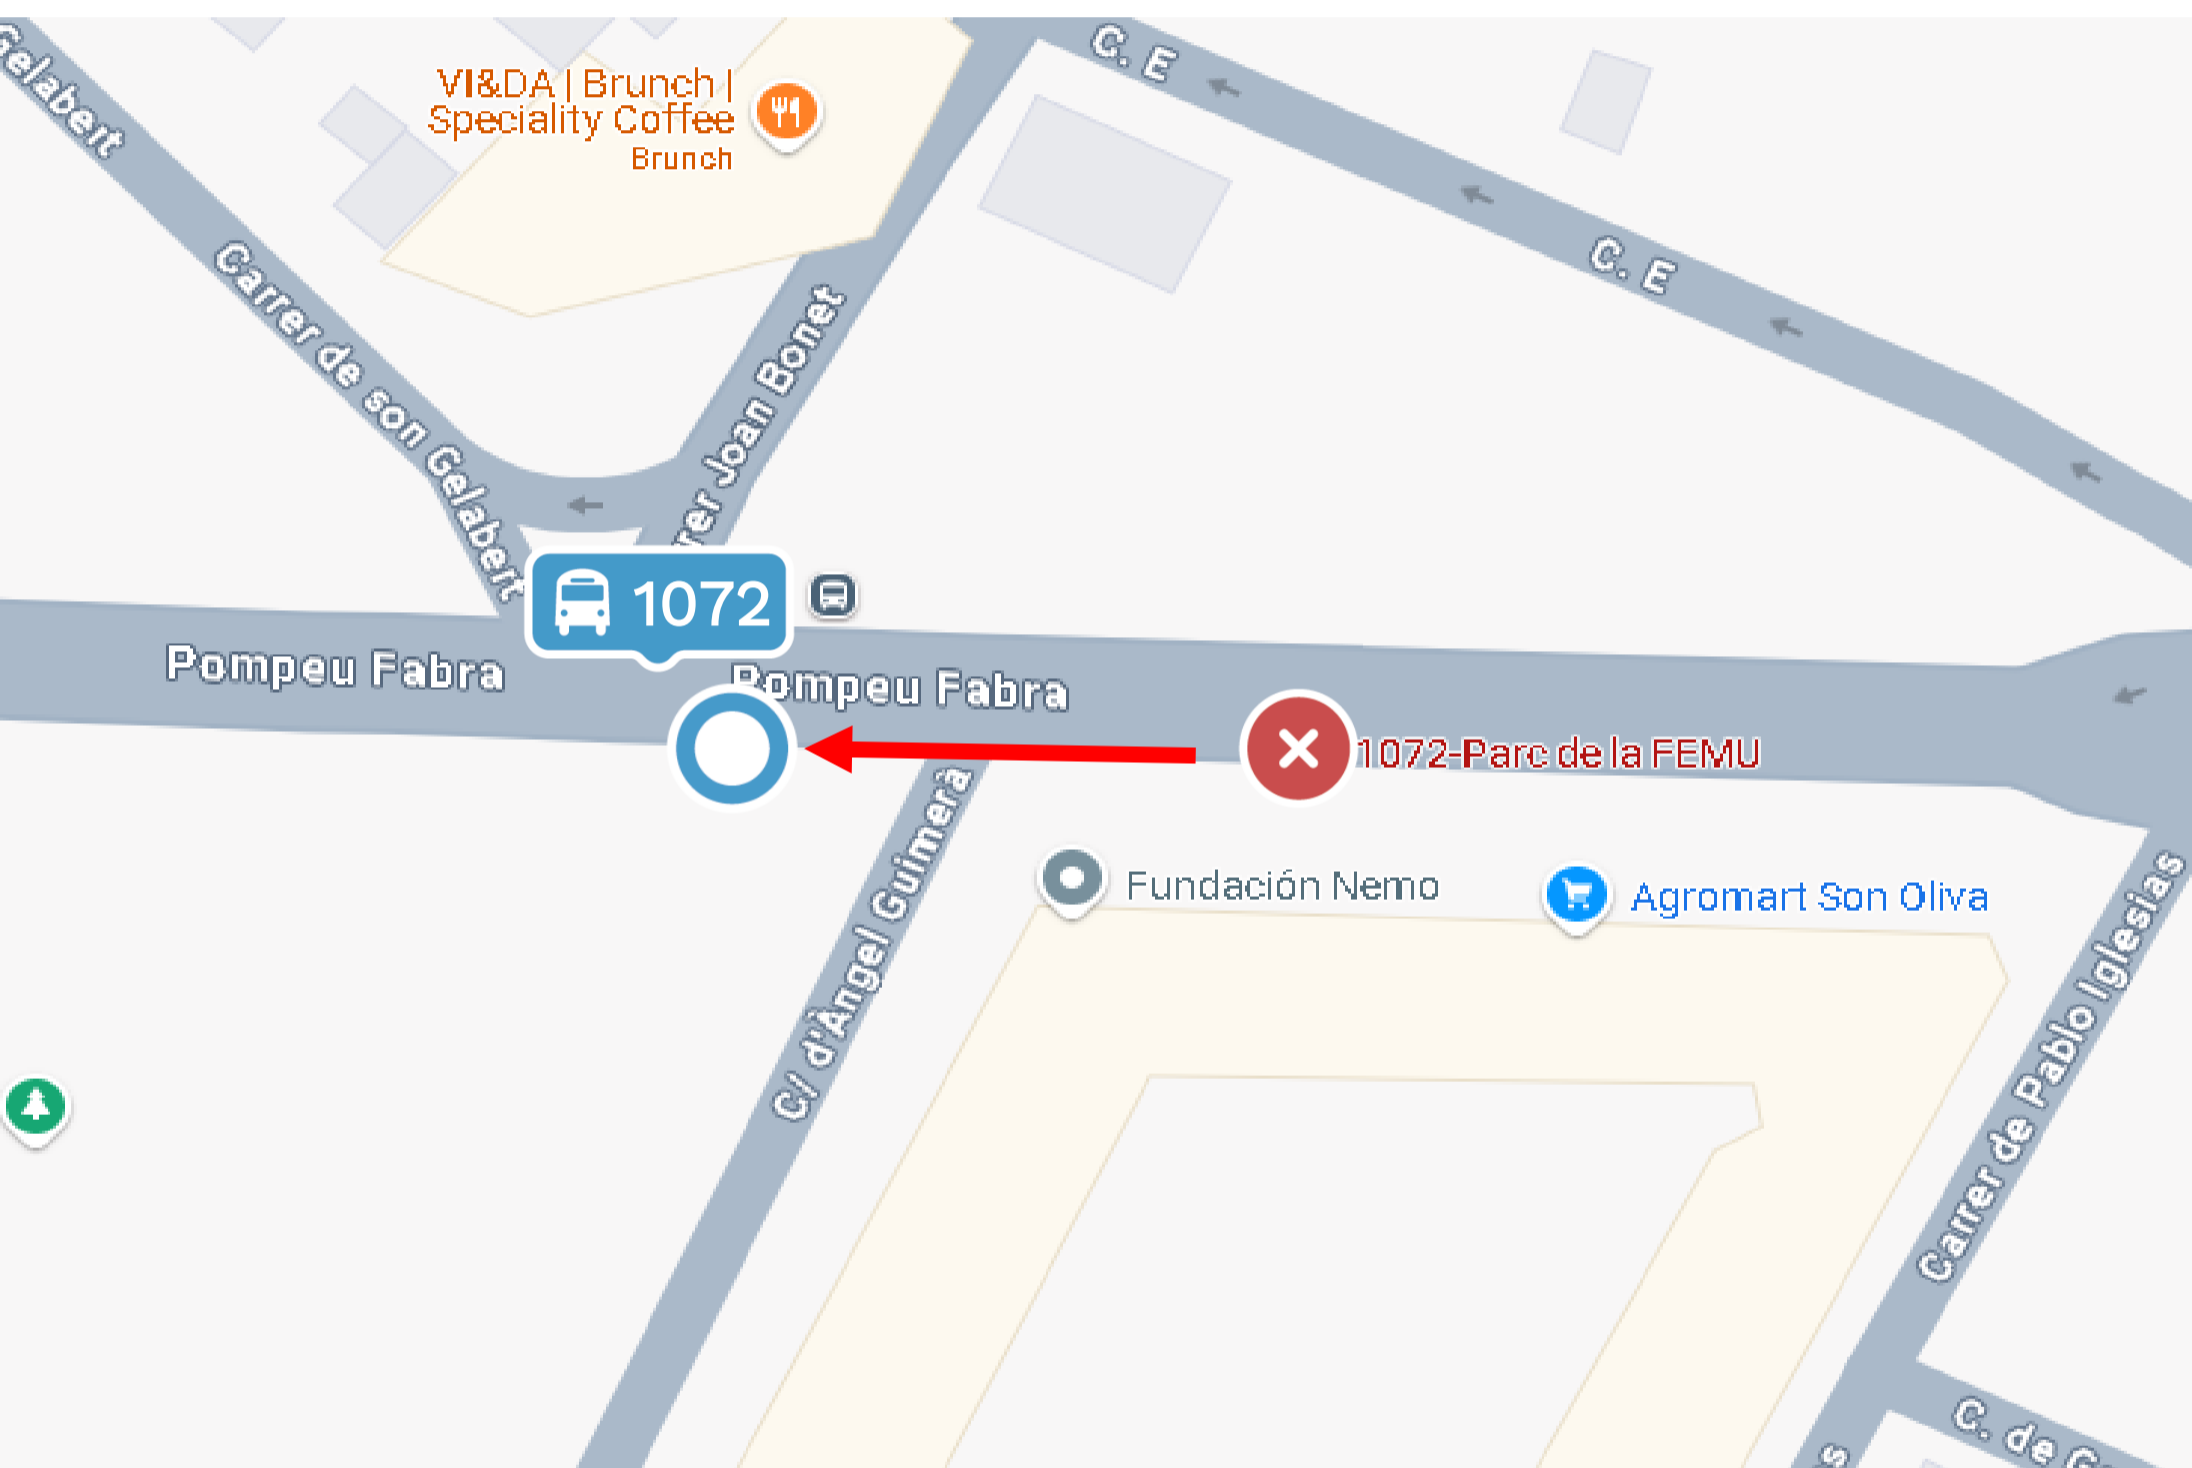 C. E
Gelabert
VI&DA | Brunch |
Speciality Coffee
Brunch
C. E
Carrer de son Gelabert
rer Joan Bonet
1072
Pompeu Fabra
Pompeu Fabra
1072-Parc de la FEMU
C/ d'Àngel Guimerà
Fundación Nemo
Agromart Son Oliva
Carrer de Pablo Iglesias
C. de G
s